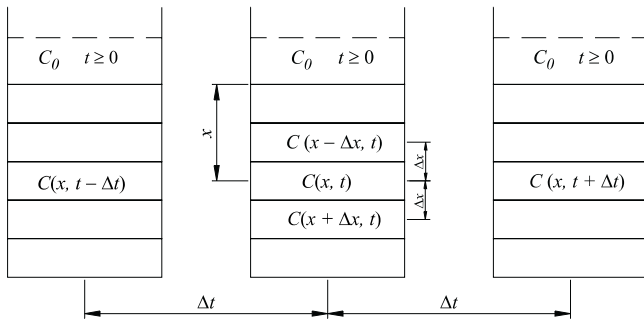 C₀ t ≥ 0
C₀ t ≥ 0
C₀ t ≥ 0
x
C (x − Δx, t)
Δx
C(x, t − Δt)
C(x, t)
C (x, t + Δt)
Δx
C(x + Δx, t)
Δt
Δt